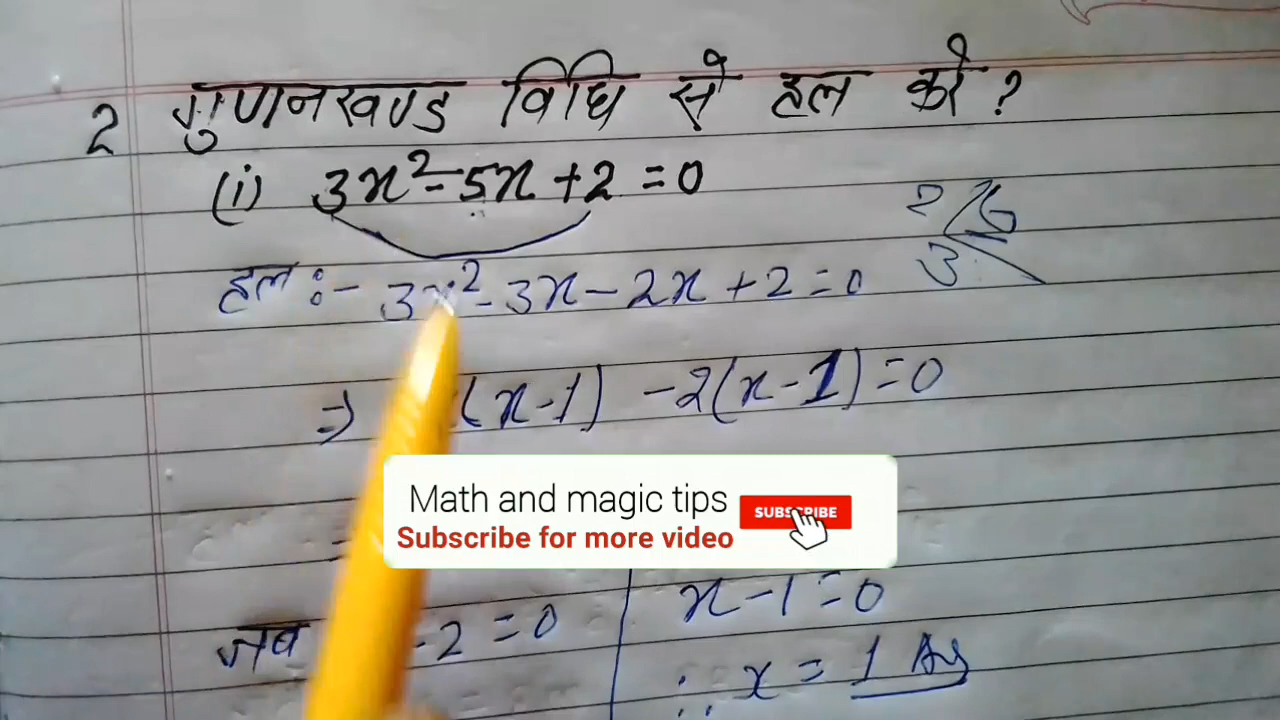 2 गुणनखण्ड विधि से हल करो ?
(i) 3x² - 5x + 2 = 0
2 6
3
हल :- 3x² - 3x - 2x + 2 = 0
⇒ (x-1) - 2(x-1) = 0
Math and magic tips
SUBSCRIBE
Subscribe for more video
x - 1 = 0
जब - 2 = 0
∴ x = 1 Ans